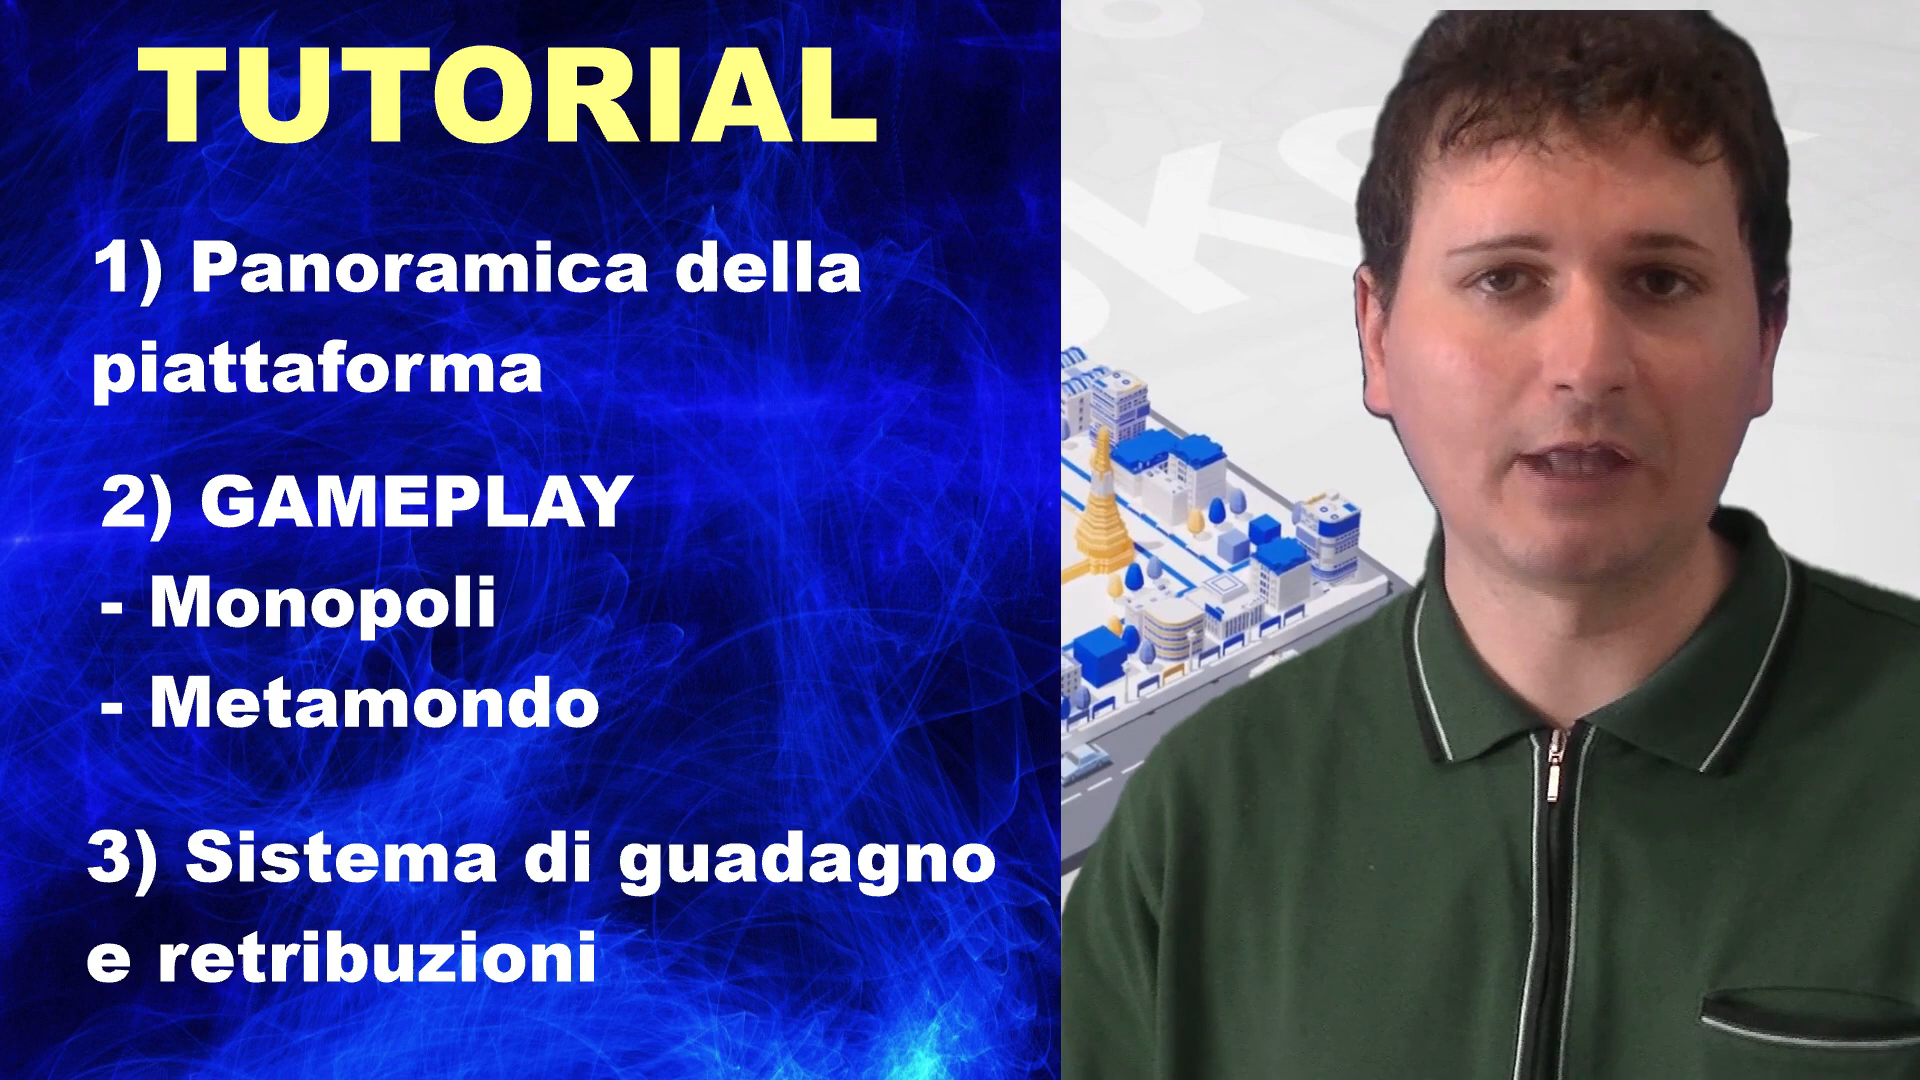 TUTORIAL
1) Panoramica della
piattaforma
2) GAMEPLAY
- Monopoli
- Metamondo
3) Sistema di guadagno
e retribuzioni